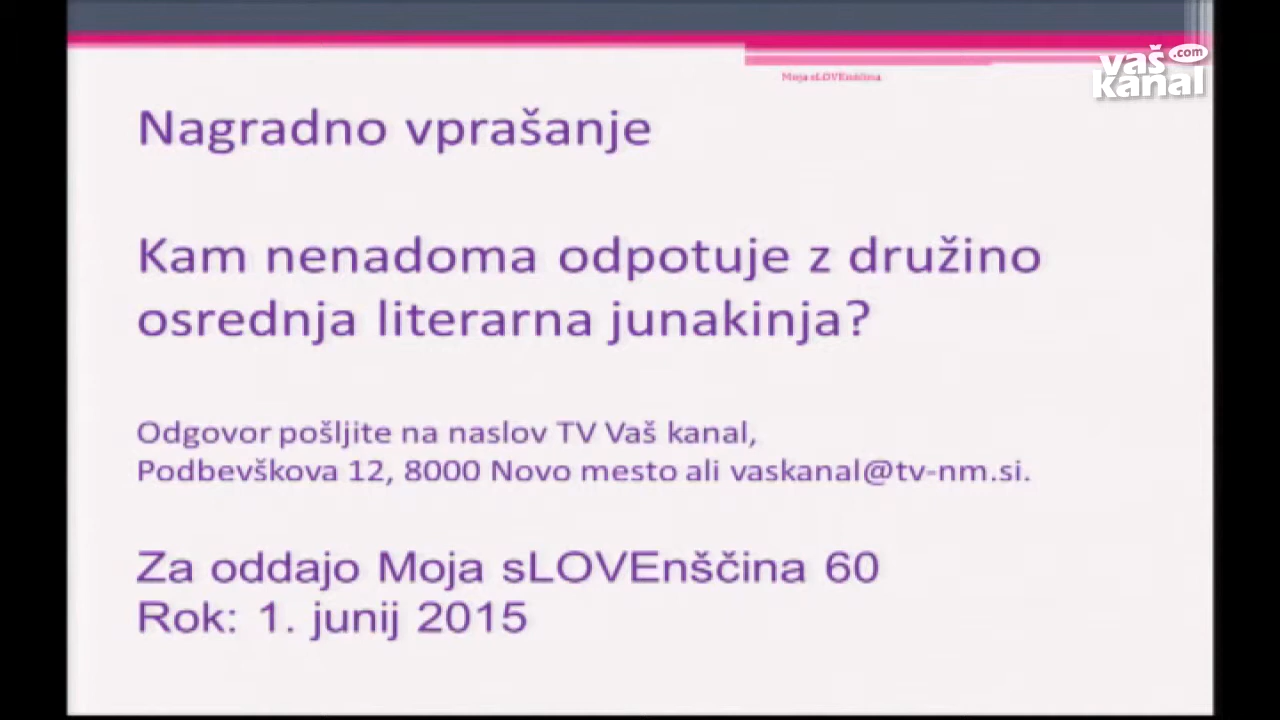 vaš .com
kanal
Moja sLOVEnščina
Nagradno vprašanje
Kam nenadoma odpotuje z družino
osrednja literarna junakinja?
Odgovor pošljite na naslov TV Vaš kanal,
Podbevškova 12, 8000 Novo mesto ali vaskanal@tv-nm.si.
Za oddajo Moja sLOVEnščina 60
Rok: 1. junij 2015